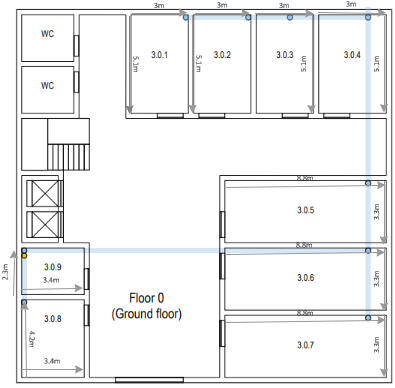 3m 3m 3m 3m
WC
3.0.1 3.0.2 3.0.3 3.0.4
5.1m 5.1m 5.1m 5.1m
WC
8.8m
3.0.5
3.3m
8.8m
2.3m
3.0.9
3.4m
3.0.6
3.3m
Floor 0
(Ground floor)
8.8m
3.0.8
4.2m
3.0.7
3.3m
3.4m